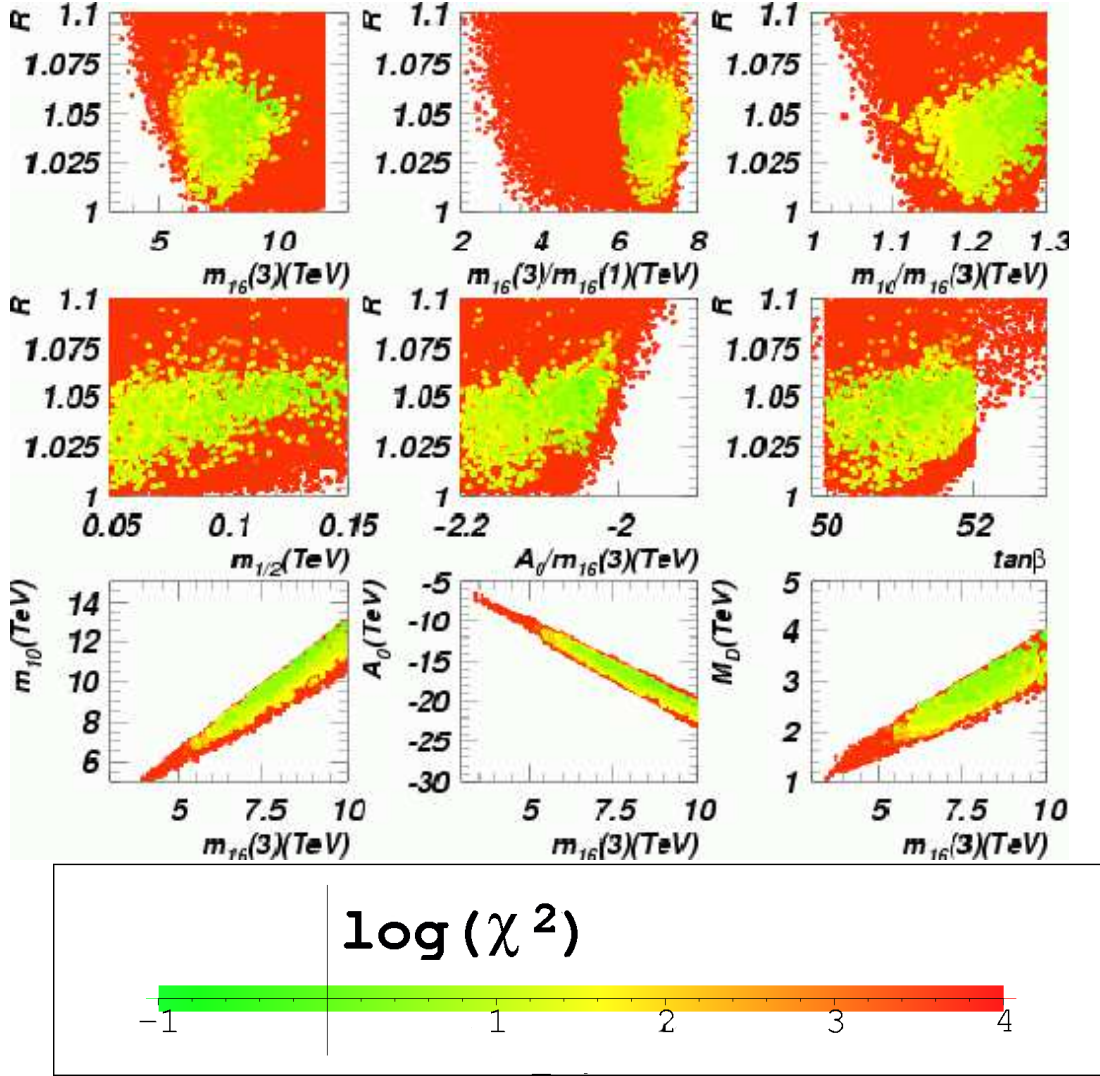 R 1.1 R 1.1 R 1.1
1.075 1.075 1.075
1.05 1.05 1.05
1.025 1.025 1.025
1 1 1
5 10 2 4 6 8 1 1.1 1.2 1.3
m16(3)(TeV) m16(3)/m16(1)(TeV) m10/m16(3)(TeV)
R 1.1 R 1.1 R 1.1
1.075 1.075 1.075
1.05 1.05 1.05
1.025 1.025 1.025
1 1 1
0.05 0.1 0.15 -2.2 -2 50 52
m1/2(TeV) A0/m16(3)(TeV) tanβ
m10(TeV) 14 12 10 8 6
A0(TeV) -5 -10 -15 -20 -25 -30
MD(TeV) 5 4 3 2 1
5 7.5 10 5 7.5 10 5 7.5 10
m16(3)(TeV) m16(3)(TeV) m16(3)(TeV)
log(χ²)
-1 1 2 3 4